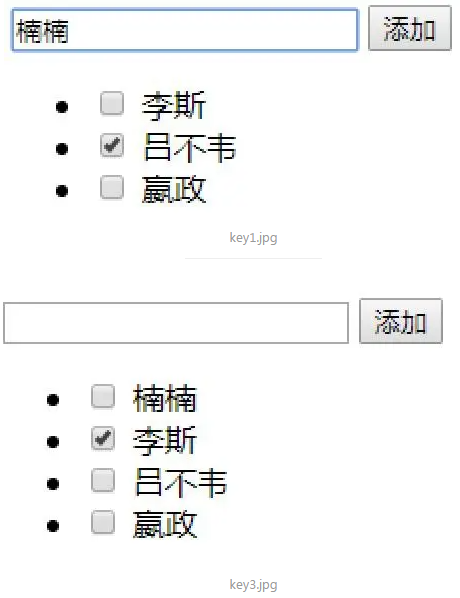 楠楠 添加
李斯
吕不韦
嬴政
key1.jpg
添加
楠楠
李斯
吕不韦
嬴政
key3.jpg